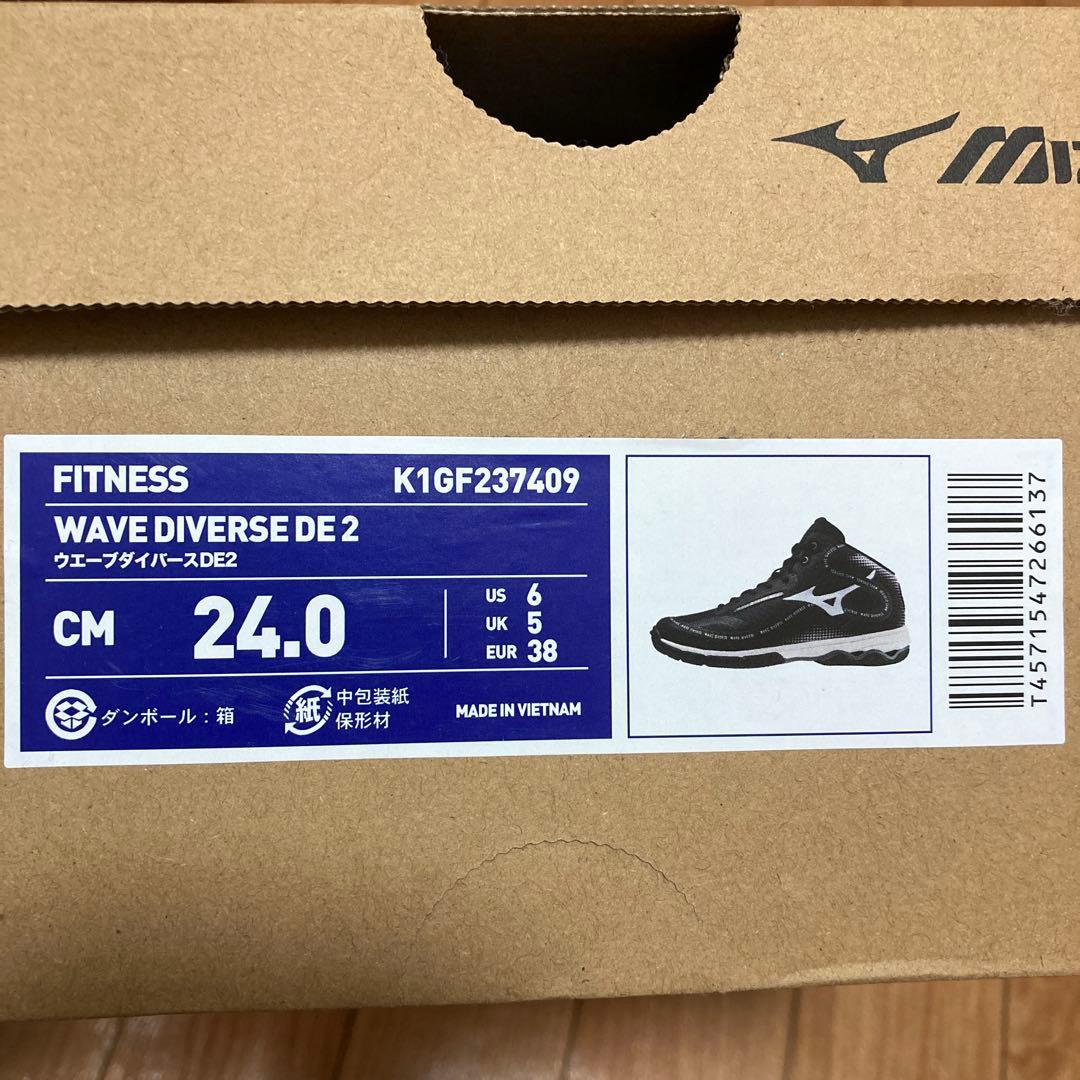 FITNESS K1GF237409
WAVE DIVERSE DE 2
ウエーブダイバースDE2
CM 24.0
US 6
UK 5
EUR 38
ダンボール：箱
紙 中包装紙
保形材
MADE IN VIETNAM
T4571547266137